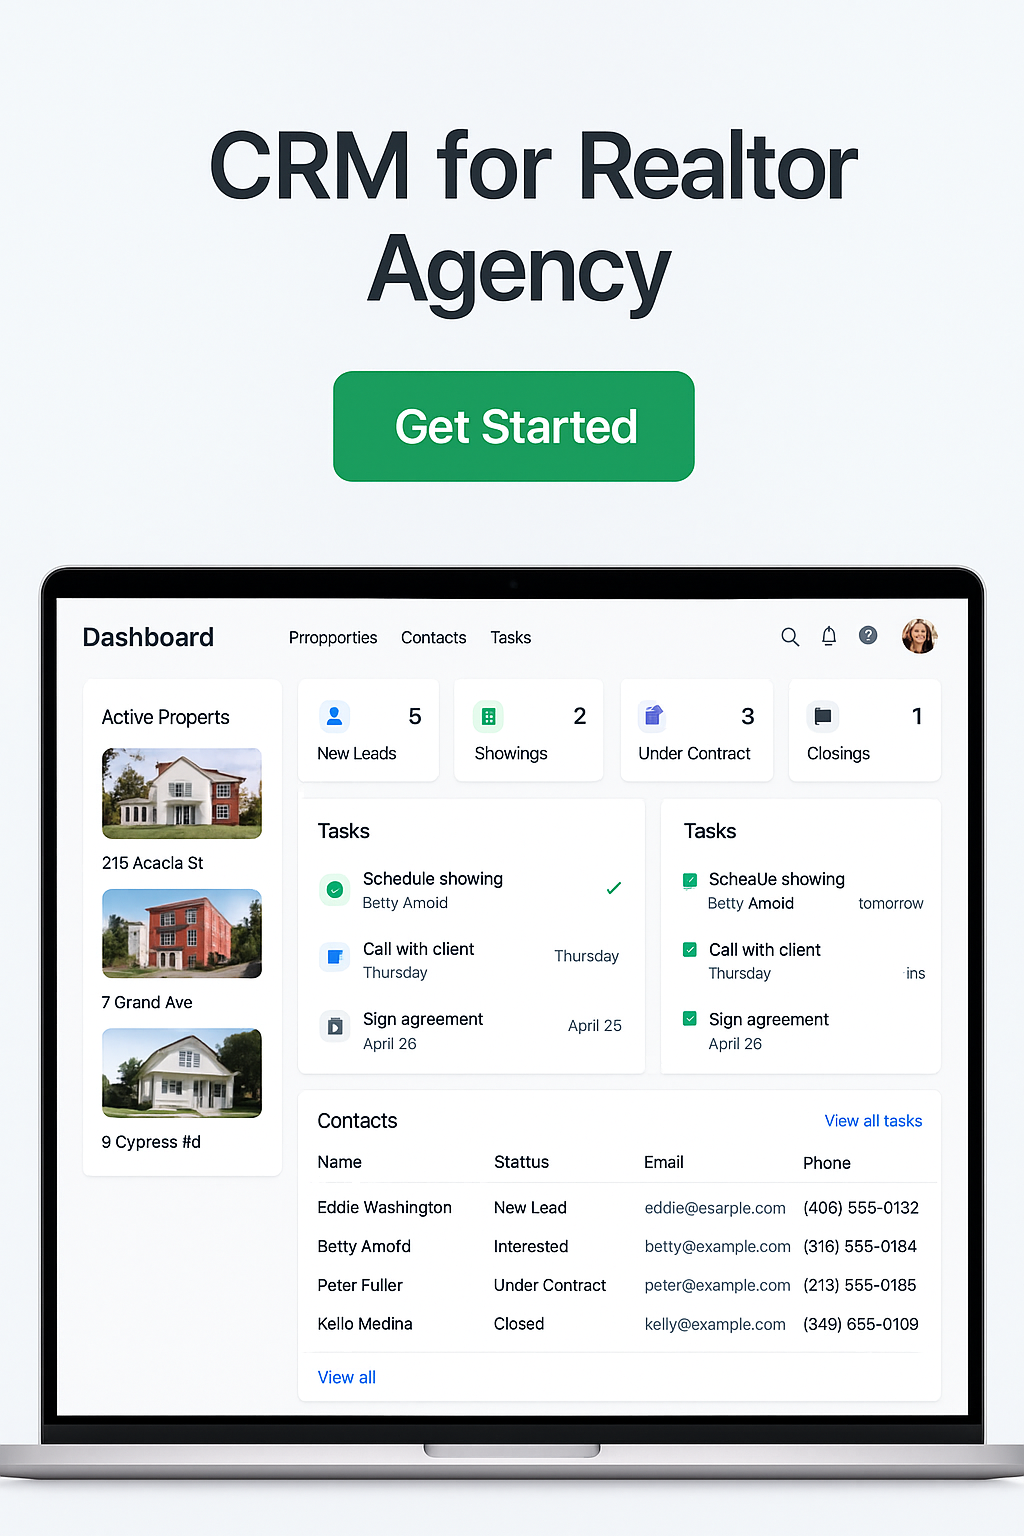 CRM for Realtor
Agency
Get Started
Dashboard
Prropporties
Contacts
Tasks
?
Active Properts
215 Acacla St
7 Grand Ave
9 Cypress #d
5
New Leads
2
Showings
3
Under Contract
1
Closings
Tasks
Schedule showing
Betty Amoid
Call with client
Thursday
Thursday
Sign agreement
April 25
April 26
Tasks
ScheaUe showing
Betty Amoid
tomorrow
Call with client
Thursday
ins
Sign agreement
April 26
Contacts
View all tasks
Name Stattus Email Phone
Eddie Washington New Lead eddie@esarple.com (406) 555-0132
Betty Amofd Interested betty@example.com (316) 555-0184
Peter Fuller Under Contract peter@example.com (213) 555-0185
Kello Medina Closed kelly@example.com (349) 655-0109
View all